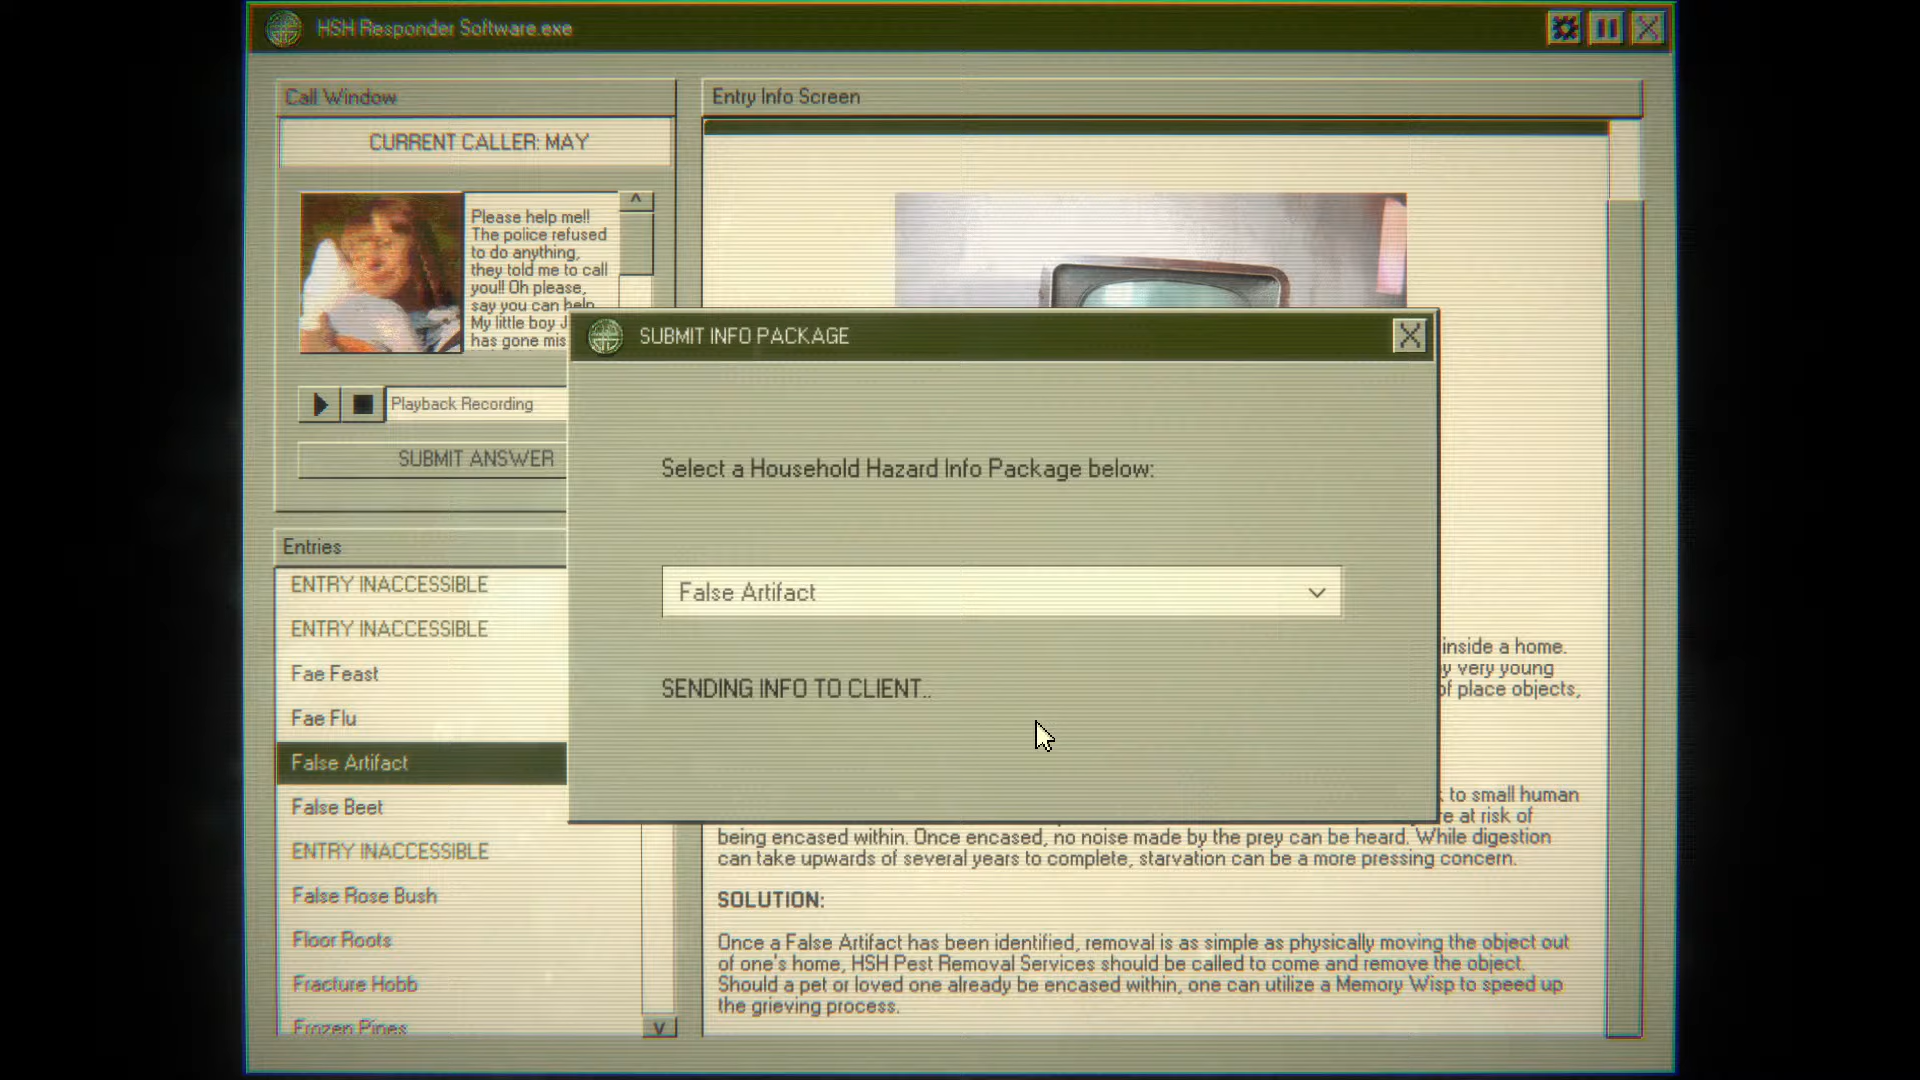 HSH Responder Software.exe
Call Window
CURRENT CALLER: MAY
Please help me!!
The police refused
to do anything,
they told me to call
you!! Oh please,
say you can help
My little boy J
has gone mis
Playback Recording
SUBMIT ANSWER
Entries
ENTRY INACCESSIBLE
ENTRY INACCESSIBLE
Fae Feast
Fae Flu
False Artifact
False Beet
ENTRY INACCESSIBLE
False Rose Bush
Floor Roots
Fracture Hobb
Frozen Pines
Entry Info Screen
SUBMIT INFO PACKAGE
Select a Household Hazard Info Package below:
False Artifact
SENDING INFO TO CLIENT..
inside a home.
y very young
of place objects,
to small human
re at risk of
being encased within. Once encased, no noise made by the prey can be heard. While digestion
can take upwards of several years to complete, starvation can be a more pressing concern.
SOLUTION:
Once a False Artifact has been identified, removal is as simple as physically moving the object out
of one's home, HSH Pest Removal Services should be called to come and remove the object.
Should a pet or loved one already be encased within, one can utilize a Memory Wisp to speed up
the grieving process.